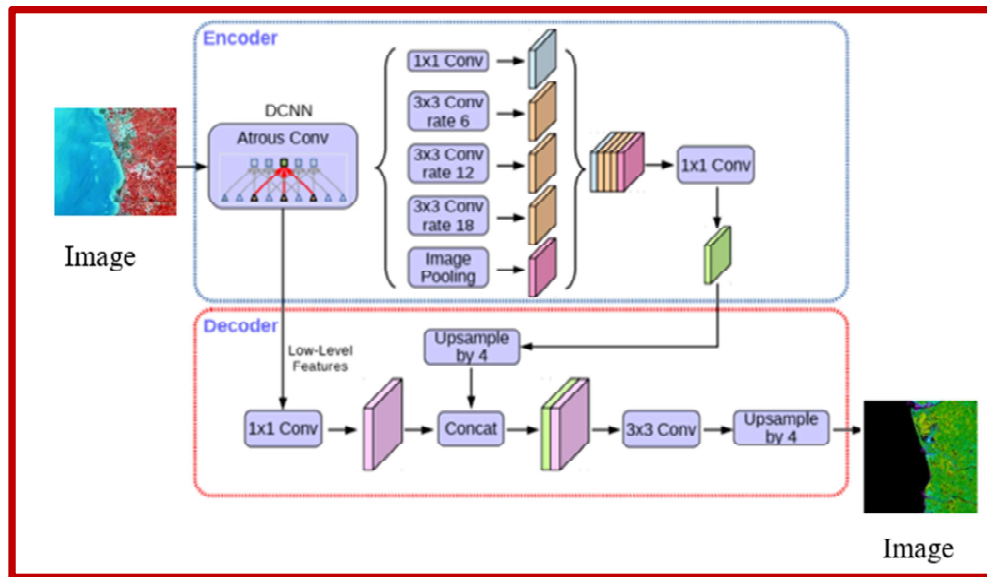 Encoder
DCNN
Atrous Conv
1x1 Conv
3x3 Conv
rate 6
3x3 Conv
rate 12
3x3 Conv
rate 18
Image
Pooling
1x1 Conv
Image
Decoder
Low-Level
Features
Upsample
by 4
1x1 Conv
Concat
3x3 Conv
Upsample
by 4
Image